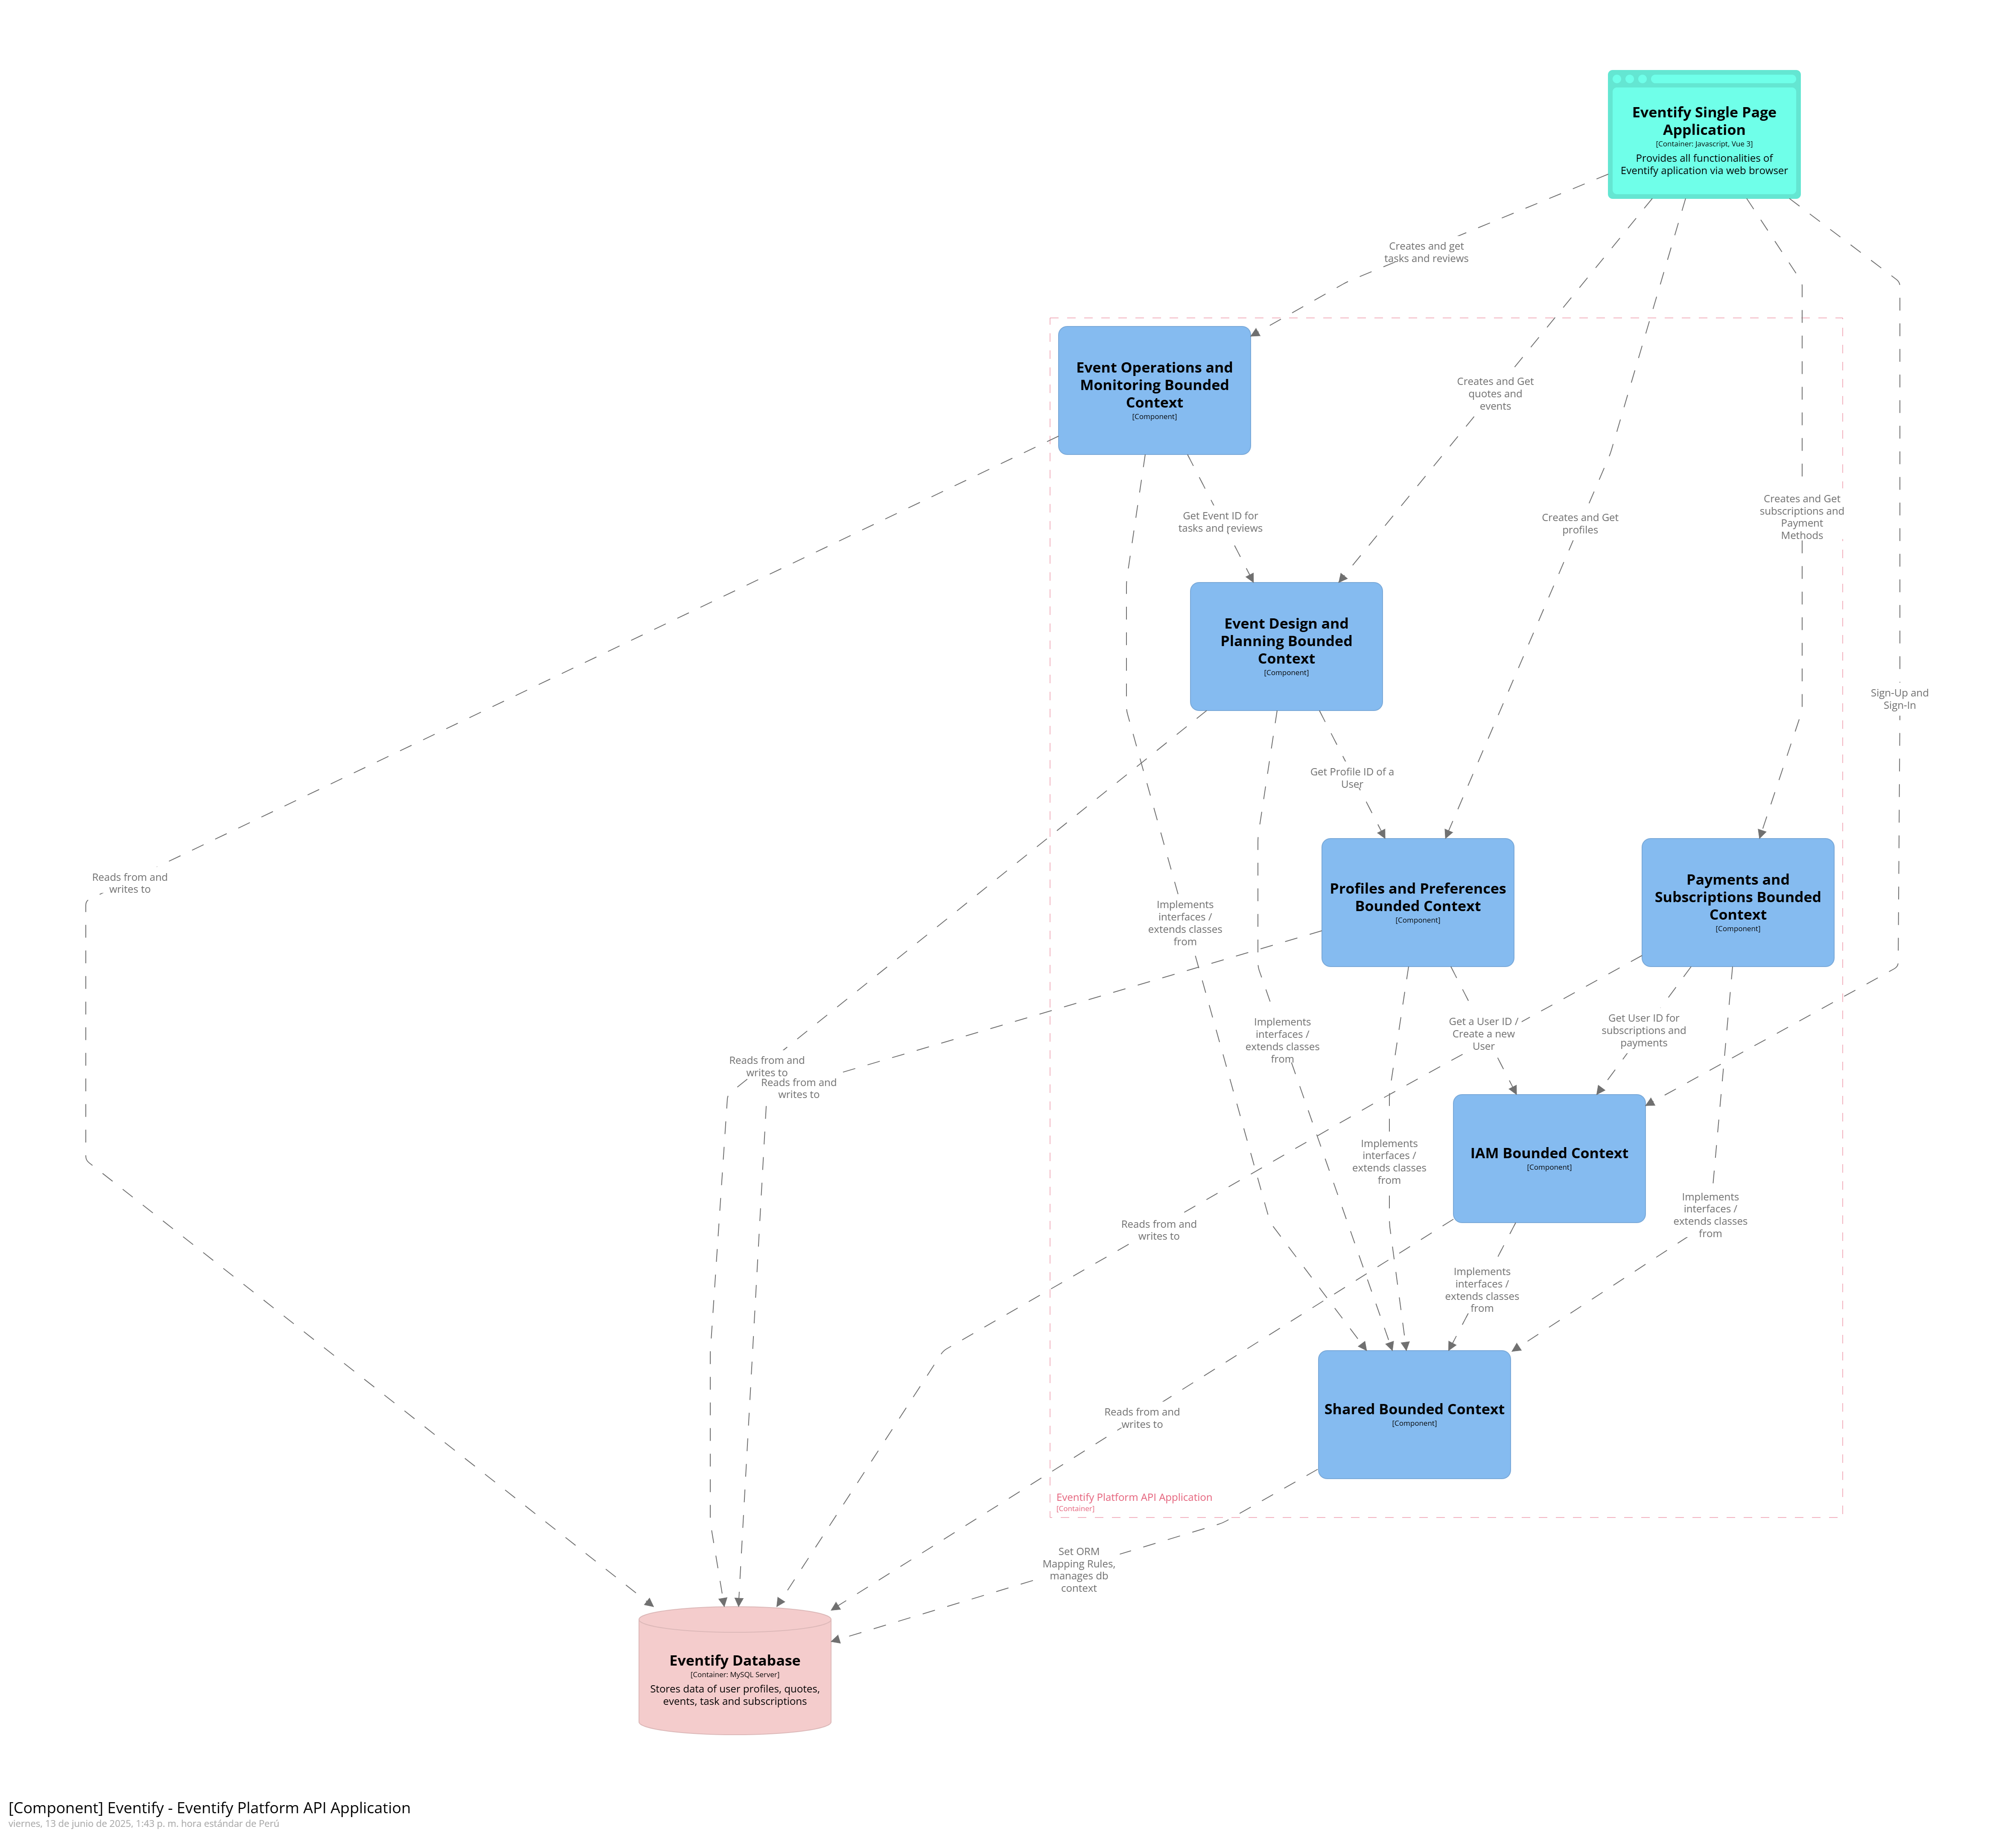 Eventify Single Page
Application
[Container: Javascript, Vue 3]
Provides all functionalities of
Eventify aplication via web browser
Creates and get
tasks and reviews
Event Operations and
Monitoring Bounded
Context
[Component]
Creates and Get
quotes and
events
Creates and Get
subscriptions and
Payment
Methods
Get Event ID for
tasks and reviews
Creates and Get
profiles
Event Design and
Planning Bounded
Context
[Component]
Sign-Up and
Sign-In
Get Profile ID of a
User
Profiles and Preferences
Bounded Context
[Component]
Payments and
Subscriptions Bounded
Context
[Component]
Reads from and
writes to
Implements
interfaces /
extends classes
from
Implements
interfaces /
extends classes
from
Get a User ID /
Create a new
User
Get User ID for
subscriptions and
payments
Reads from and
writes to
Reads from and
writes to
IAM Bounded Context
[Component]
Implements
interfaces /
extends classes
from
Implements
interfaces /
extends classes
from
Reads from and
writes to
Implements
interfaces /
extends classes
from
Shared Bounded Context
[Component]
Reads from and
writes to
Eventify Platform API Application
[Container]
Set ORM
Mapping Rules,
manages db
context
Eventify Database
[Container: MySQL Server]
Stores data of user profiles, quotes,
events, task and subscriptions
[Component] Eventify - Eventify Platform API Application
viernes, 13 de junio de 2025, 1:43 p. m. hora estándar de Perú